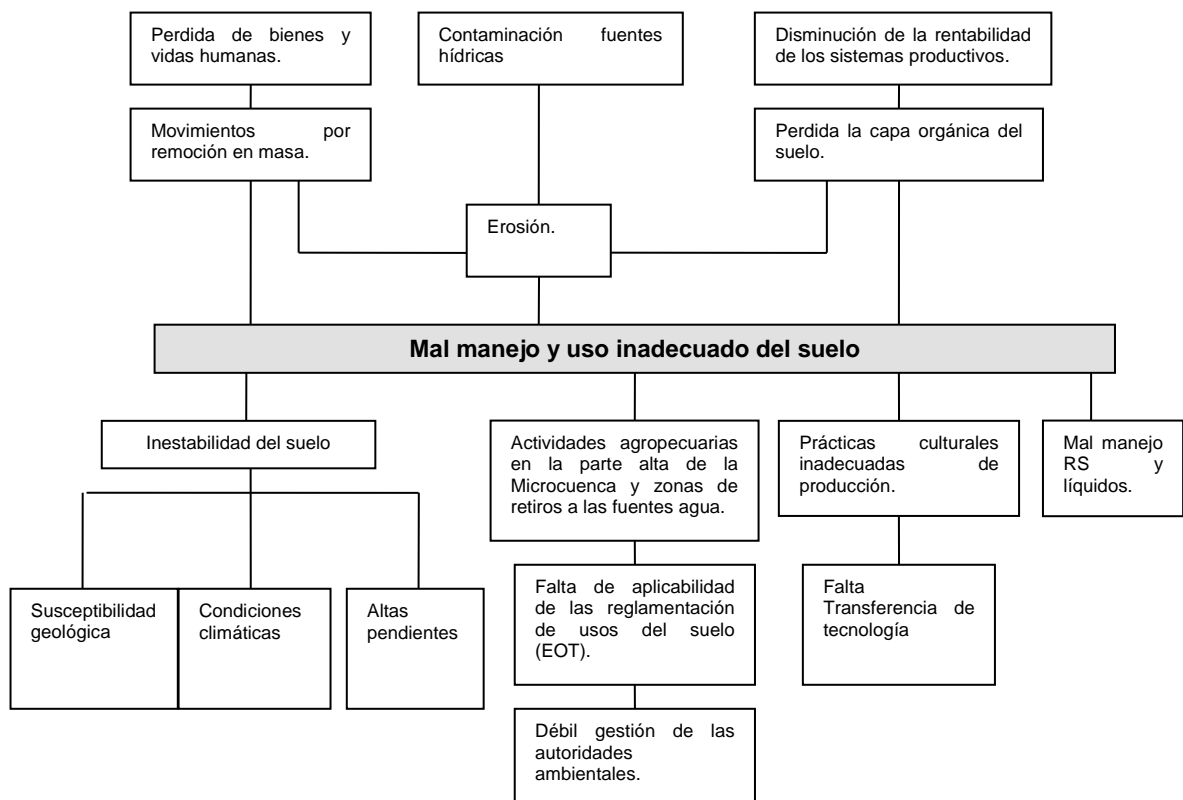 Perdida de bienes y
vidas humanas.
Contaminación fuentes
hídricas
Disminución de la rentabilidad
de los sistemas productivos.
Movimientos por
remoción en masa.
Perdida la capa orgánica del
suelo.
Erosión.
Mal manejo y uso inadecuado del suelo
Inestabilidad del suelo
Actividades agropecuarias
en la parte alta de la
Microcuenca y zonas de
retiros a las fuentes agua.
Prácticas culturales
inadecuadas de
producción.
Mal manejo
RS y
líquidos.
Susceptibilidad
geológica
Condiciones
climáticas
Altas
pendientes
Falta de aplicabilidad
de las reglamentación
de usos del suelo
(EOT).
Falta
Transferencia de
tecnología
Débil gestión de las
autoridades
ambientales.